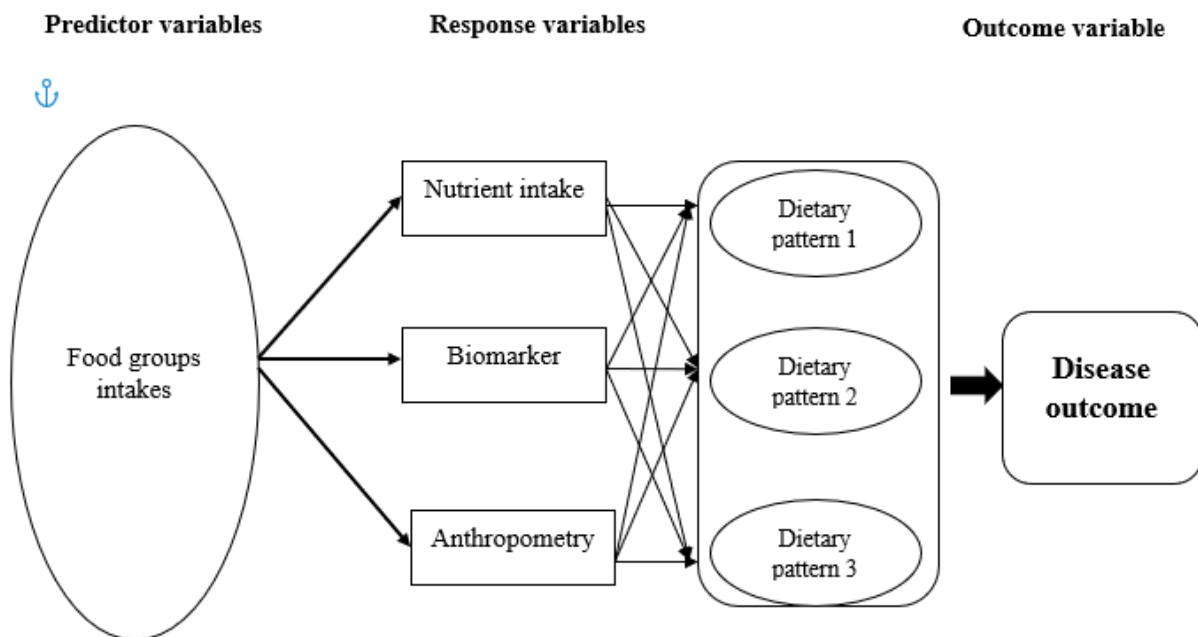 Predictor variables
Response variables
Outcome variable
Nutrient intake
Dietary
pattern 1
Food groups
intakes
Biomarker
Dietary
pattern 2
Disease
outcome
Anthropometry
Dietary
pattern 3